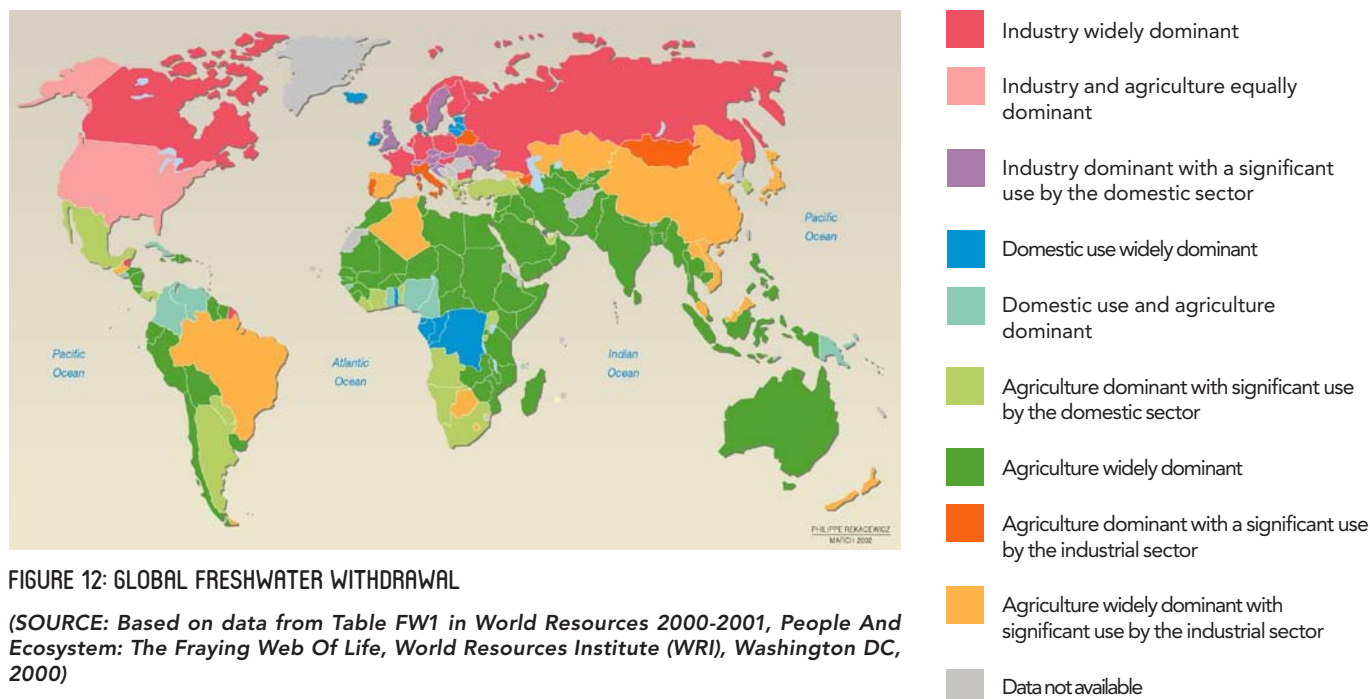 Pacific
Ocean
Atlantic
Ocean
Indian
Ocean
Pacific
Ocean
PHILIPPE REKACEWICZ
MARCH 2002
FIGURE 12: GLOBAL FRESHWATER WITHDRAWAL
(SOURCE: Based on data from Table FW1 in World Resources 2000-2001, People And
Ecosystem: The Fraying Web Of Life, World Resources Institute (WRI), Washington DC,
2000)
Industry widely dominant
Industry and agriculture equally
dominant
Industry dominant with a significant
use by the domestic sector
Domestic use widely dominant
Domestic use and agriculture
dominant
Agriculture dominant with significant use
by the domestic sector
Agriculture widely dominant
Agriculture dominant with a significant use
by the industrial sector
Agriculture widely dominant with
significant use by the industrial sector
Data not available